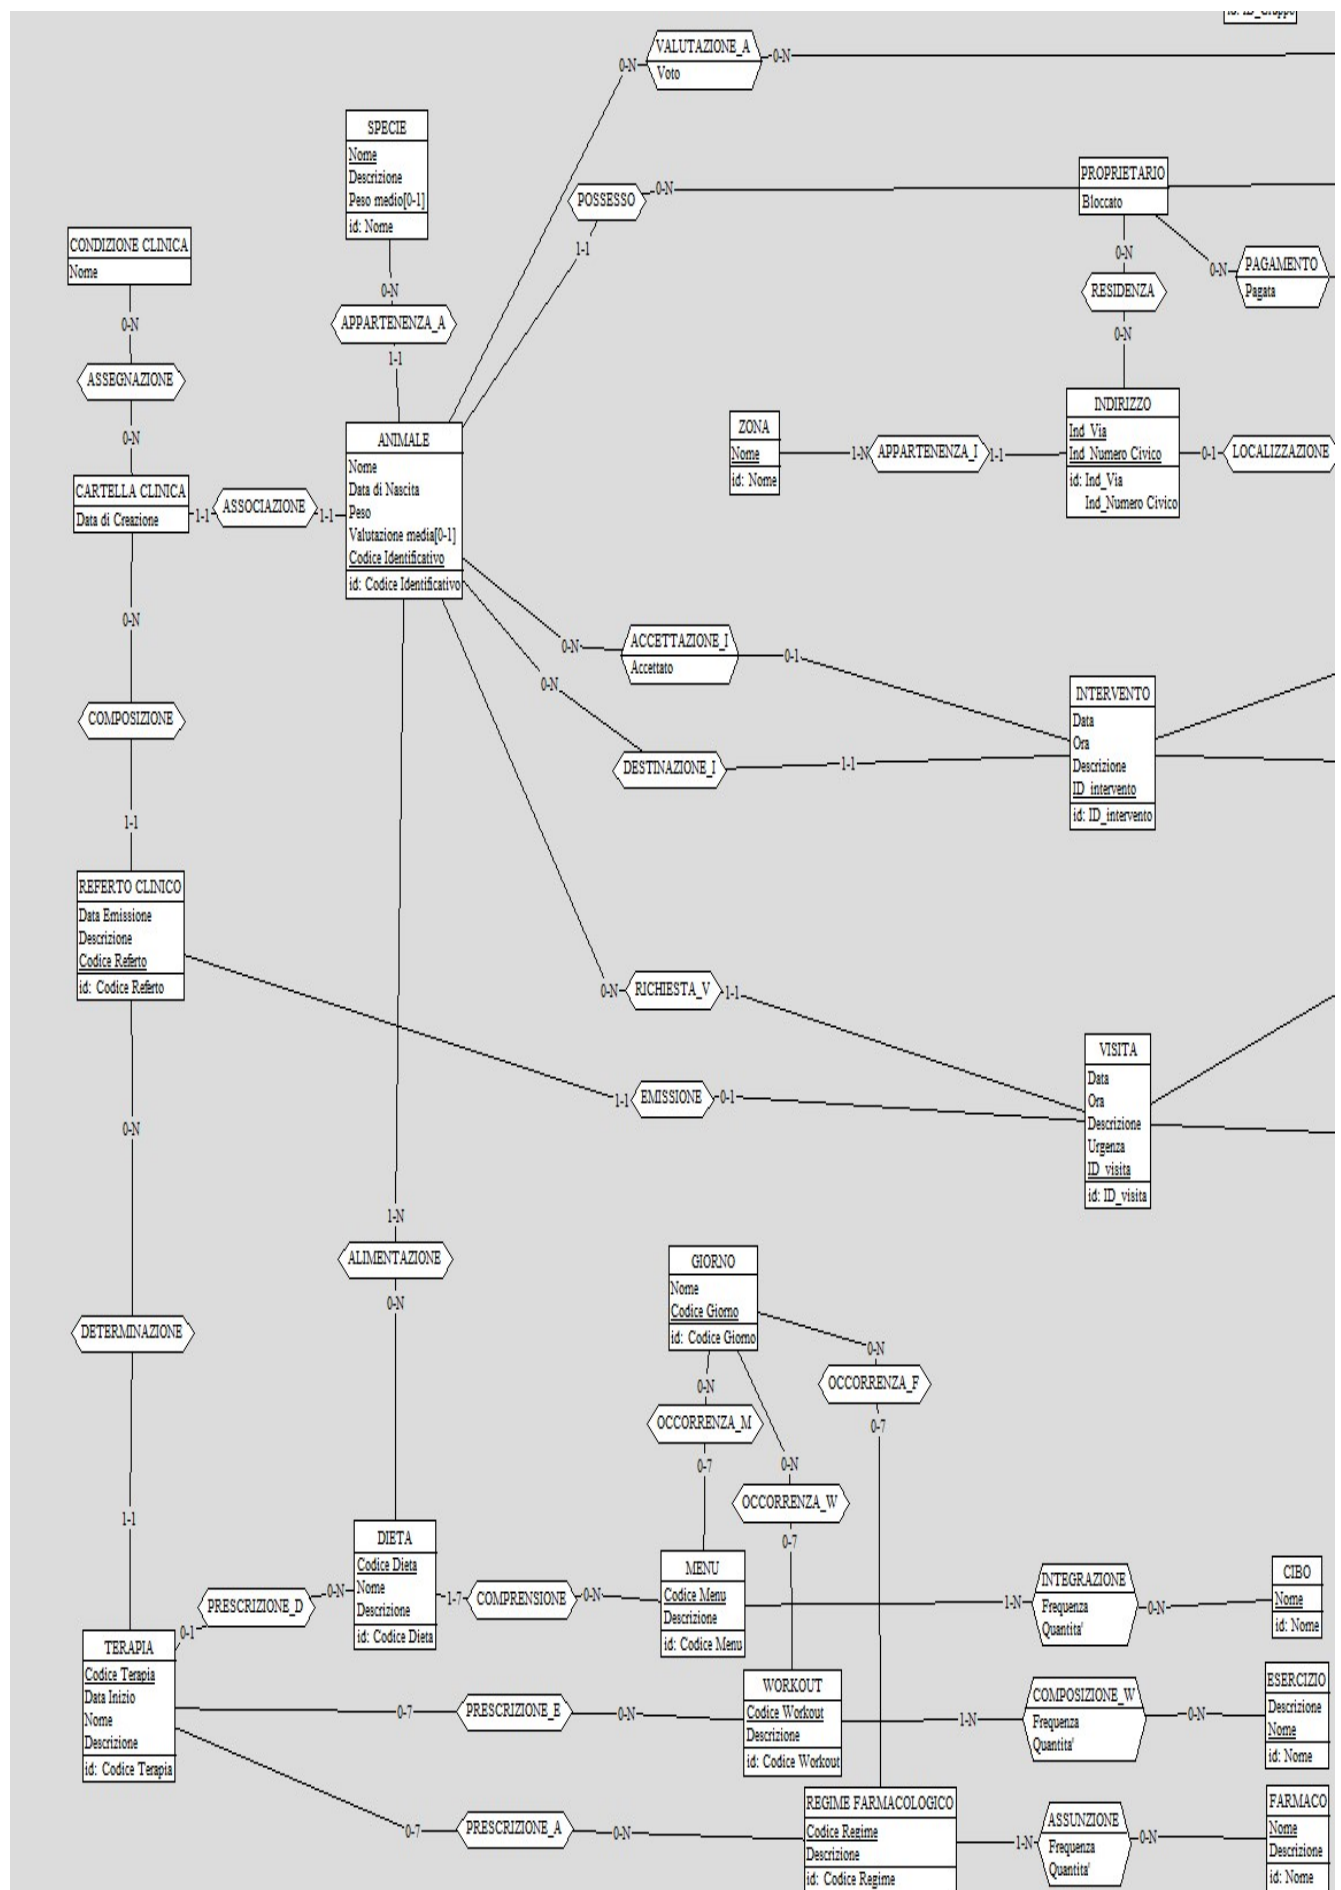 id: ID_Gruppo
VALUTAZIONE_A
0-N
0-N
Voto
SPECIE
Nome
Descrizione
Peso medio[0-1]
id: Nome
0-N
APPARTENENZA_A
1-1
POSSESSO
0-N
1-1
PROPRIETARIO
Bloccato
0-N
RESIDENZA
0-N
0-N
PAGAMENTO
Pagata
CONDIZIONE CLINICA
Nome
0-N
ASSEGNAZIONE
0-N
CARTELLA CLINICA
Data di Creazione
1-1
ASSOCIAZIONE
1-1
ANIMALE
Nome
Data di Nascita
Peso
Valutazione media[0-1]
Codice Identificativo
id: Codice Identificativo
ZONA
Nome
id: Nome
1-N
APPARTENENZA_I
1-1
INDIRIZZO
Ind_Via
Ind_Numero Civico
id: Ind_Via
Ind_Numero Civico
0-1
LOCALIZZAZIONE
0-N
COMPOSIZIONE
1-1
0-N
ACCETTAZIONE_I
Accettato
0-1
0-N
DESTINAZIONE_I
1-1
INTERVENTO
Data
Ora
Descrizione
ID_intervento
id: ID_intervento
REFERTO CLINICO
Data Emissione
Descrizione
Codice Referto
id: Codice Referto
0-N
RICHIESTA_V
1-1
1-1
EMISSIONE
0-1
VISITA
Data
Ora
Descrizione
Urgenza
ID_visita
id: ID_visita
0-N
DETERMINAZIONE
1-1
1-N
ALIMENTAZIONE
0-N
GIORNO
Nome
Codice Giorno
id: Codice Giorno
0-N
OCCORRENZA_M
0-7
0-N
OCCORRENZA_W
0-7
0-N
OCCORRENZA_F
0-7
DIETA
Codice Dieta
Nome
Descrizione
id: Codice Dieta
0-1
PRESCRIZIONE_D
0-N
1-7
COMPRENSIONE
0-N
MENU
Codice Menu
Descrizione
id: Codice Menu
1-N
INTEGRAZIONE
Frequenza
Quantita'
0-N
CIBO
Nome
id: Nome
TERAPIA
Codice Terapia
Data Inizio
Nome
Descrizione
id: Codice Terapia
0-7
PRESCRIZIONE_E
0-N
WORKOUT
Codice Workout
Descrizione
id: Codice Workout
1-N
COMPOSIZIONE_W
Frequenza
Quantita'
0-N
ESERCIZIO
Descrizione
Nome
id: Nome
0-7
PRESCRIZIONE_A
0-N
REGIME FARMACOLOGICO
Codice Regime
Descrizione
id: Codice Regime
1-N
ASSUNZIONE
Frequenza
Quantita'
0-N
FARMACO
Nome
Descrizione
id: Nome